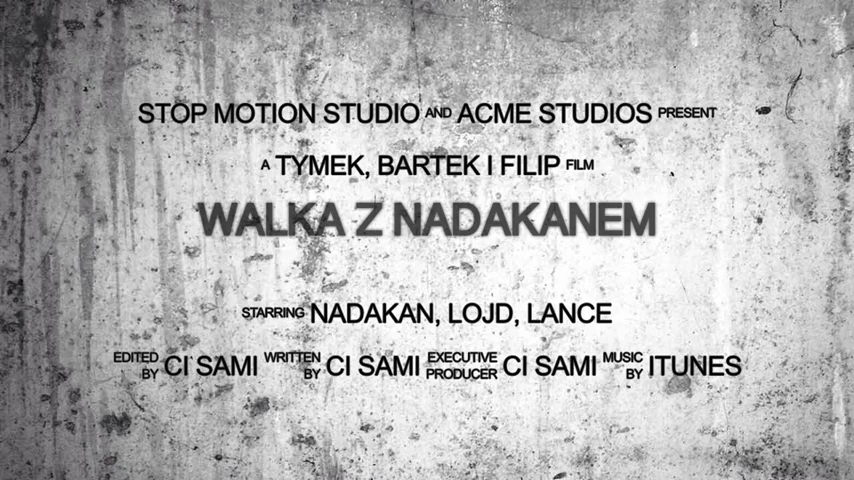 STOP MOTION STUDIO AND ACME STUDIOS PRESENT
A TYMEK, BARTEK I FILIP FILM
WALKA Z NADAKANEM
STARRING NADAKAN, LOJD, LANCE
EDITED BY CI SAMI WRITTEN BY CI SAMI EXECUTIVE PRODUCER CI SAMI MUSIC BY ITUNES